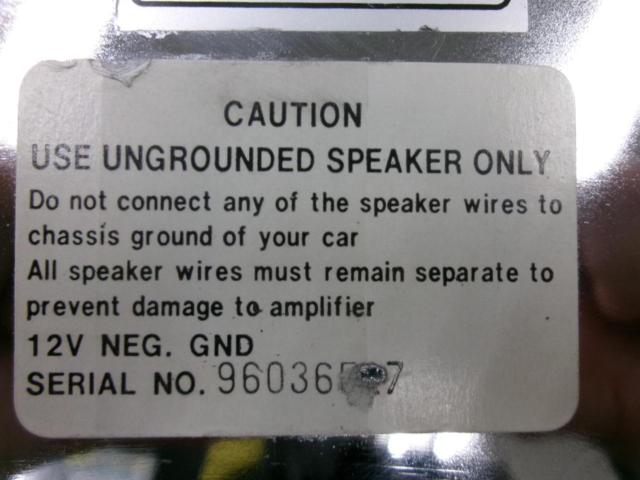 CAUTION
USE UNGROUNDED SPEAKER ONLY
Do not connect any of the speaker wires to
chassis ground of your car
All speaker wires must remain separate to
prevent damage to amplifier
12V NEG. GND
SERIAL NO.